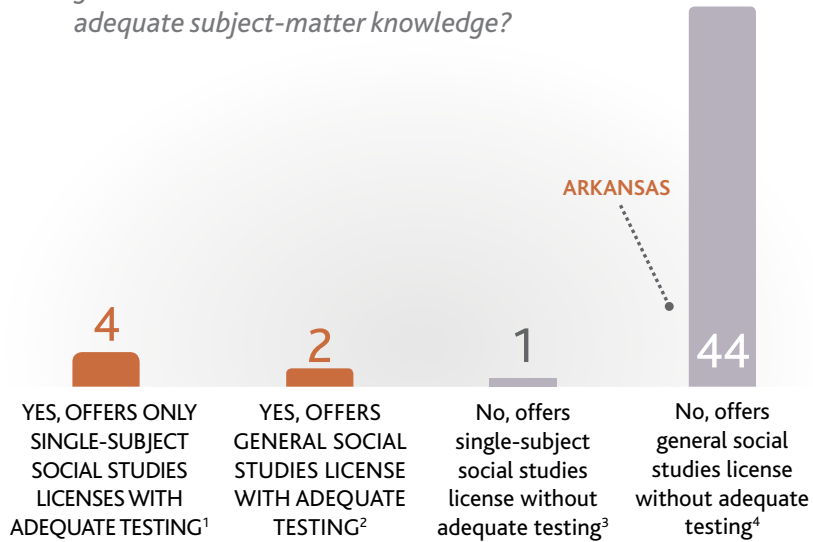 adequate subject-matter knowledge?
ARKANSAS
4
2
1
44
YES, OFFERS ONLY
SINGLE-SUBJECT
SOCIAL STUDIES
LICENSES WITH
ADEQUATE TESTING¹
YES, OFFERS
GENERAL SOCIAL
STUDIES LICENSE
WITH ADEQUATE
TESTING²
No, offers
single-subject
social studies
license without
adequate testing³
No, offers
general social
studies license
without adequate
testing⁴